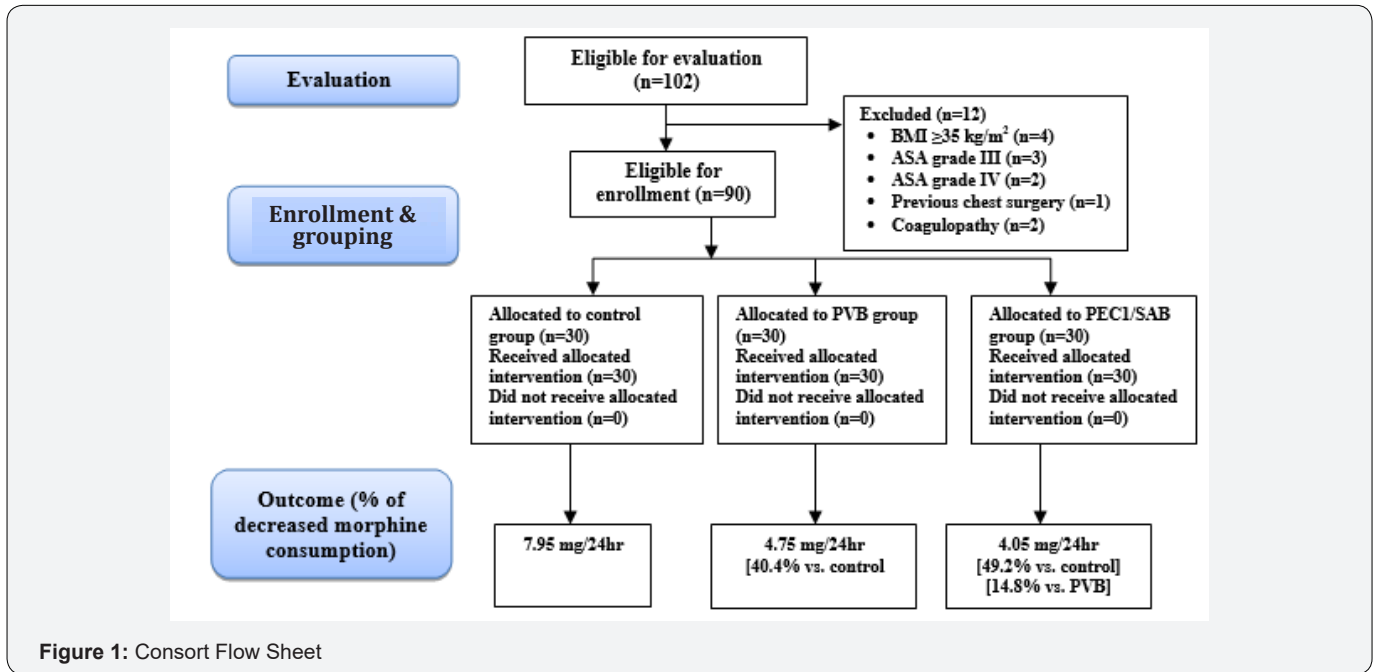 Evaluation
Eligible for evaluation
(n=102)
Excluded (n=12)
• BMI ≥35 kg/m² (n=4)
• ASA grade III (n=3)
• ASA grade IV (n=2)
• Previous chest surgery (n=1)
• Coagulopathy (n=2)
Enrollment &
grouping
Eligible for
enrollment (n=90)
Allocated to control
group (n=30)
Received allocated
intervention (n=30)
Did not receive allocated
intervention (n=0)
Allocated to PVB group
(n=30)
Received allocated
intervention (n=30)
Did not receive allocated
intervention (n=0)
Allocated to PEC1/SAB
group (n=30)
Received allocated
intervention (n=30)
Did not receive allocated
intervention (n=0)
Outcome (% of
decreased morphine
consumption)
7.95 mg/24hr
4.75 mg/24hr
[40.4% vs. control
4.05 mg/24hr
[49.2% vs. control]
[14.8% vs. PVB]
Figure 1: Consort Flow Sheet